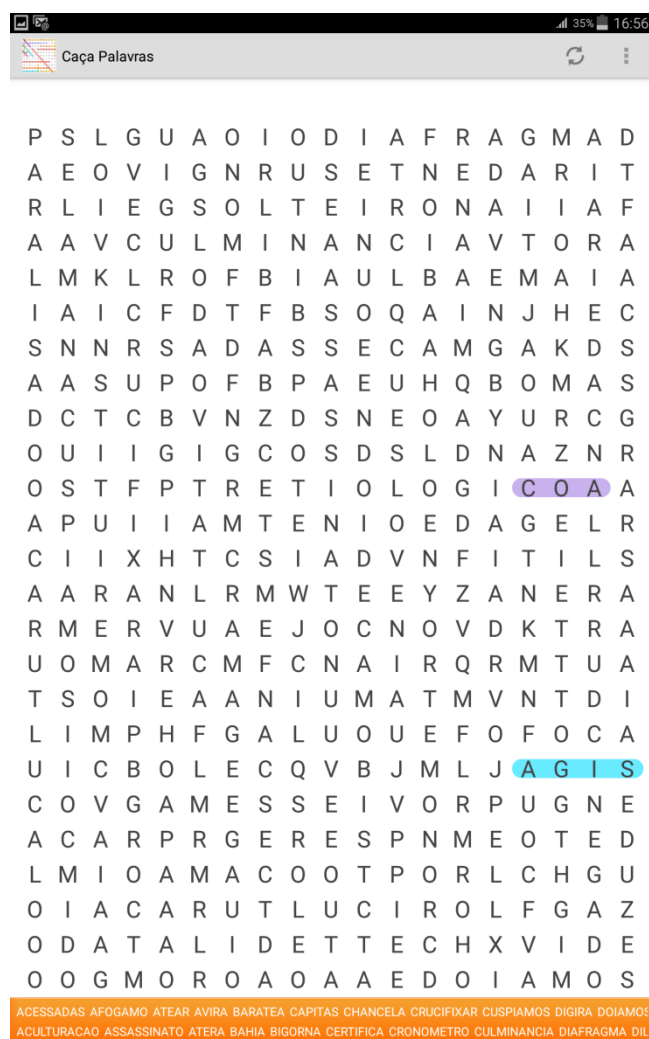 35% 16:56
Caça Palavras
P S L G U A O I O D I A F R A G M A D
A E O V I G N R U S E T N E D A R I T
R L I E G S O L T E I R O N A I I A F
A A V C U L M I N A N C I A V T O R A
L M K L R O F B I A U L B A E M A I A
I A I C F D T F B S O Q A I N J H E C
S N N R S A D A S S E C A M G A K D S
A A S U P O F B P A E U H Q B O M A S
D C T C B V N Z D S N E O A Y U R C G
O U I I G I G C O S D S L D N A Z N R
O S T F P T R E T I O L O G I C O A A
A P U I I A M T E N I O E D A G E L R
C I I X H T C S I A D V N F I T I L S
A A R A N L R M W T E E Y Z A N E R A
R M E R V U A E J O C N O V D K T R A
U O M A R C M F C N A I R Q R M T U A
T S O I E A A N I U M A T M V N T D I
L I M P H F G A L U O U E F O F O C A
U I C B O L E C Q V B J M L J A G I S
C O V G A M E S S E I V O R P U G N E
A C A R P R G E R E S P N M E O T E D
L M I O A M A C O O T P O R L C H G U
O I A C A R U T L U C I R O L F G A Z
O D A T A L I D E T T E C H X V I D E
O O G M O R O A O A A E D O I A M O S
ACESSADAS AFOGAMO ATEAR AVIRA BARATEA CAPITAS CHANCELA CRUCIFIXAR CUSPIAMOS DIGIRA DOIAMOS
ACULTURACAO ASSASSINATO ATERA BAHIA BIGORNA CERTIFICA CRONOMETRO CULMINANCIA DIAFRAGMA DIL